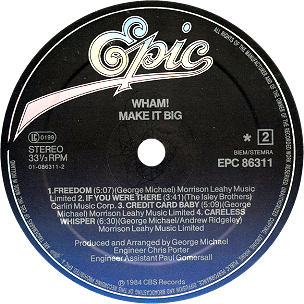 Epic
WHAM!
MAKE IT BIG
0199
STEREO
33⅓ RPM
01-086311-2
* 2
BIEM/STEMRA
EPC 86311
1.FREEDOM (5:07)(George Michael) Morrison Leahy Music
Limited 2. IF YOU WERE THERE (3:41)(The Isley Brothers)
Carlin Music Corp. 3. CREDIT CARD BABY (5:09)(George
Michael) Morrison Leahy Music Limited 4. CARELESS
WHISPER (6:30)(George Michael/Andrew Ridgeley)
Morrison Leahy Music Limited
Produced and Arranged by George Michael
Engineer Chris Porter
Engineer Assistant Paul Gomersall
℗ 1984 CBS Records